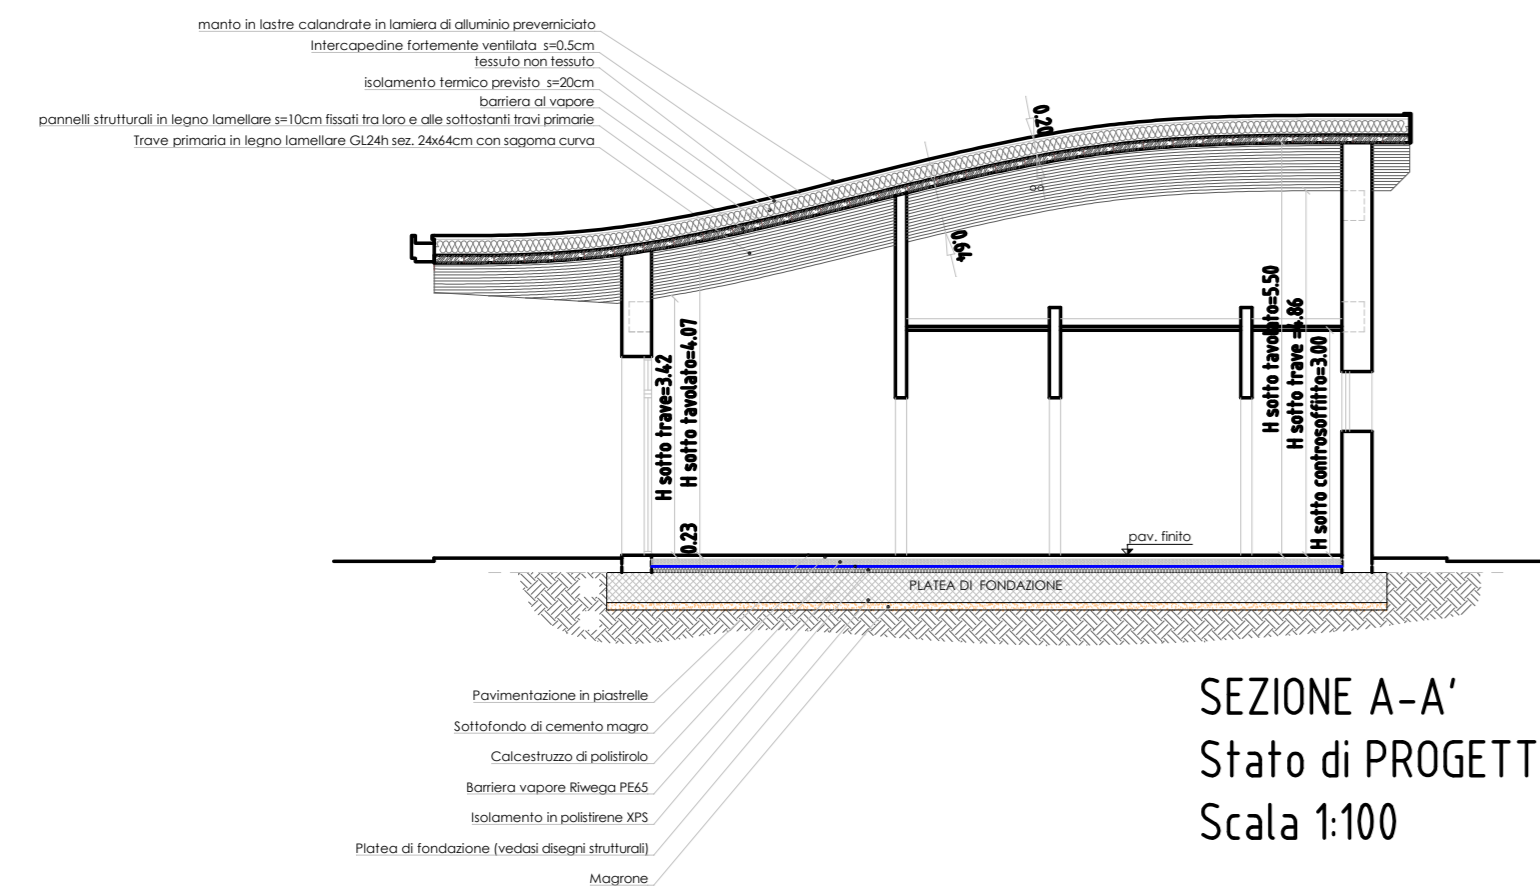 manto in lastre calandrate in lamiera di alluminio preverniciato
Intercapedine fortemente ventilata s=0.5cm
tessuto non tessuto
isolamento termico previsto s=20cm
barriera al vapore
pannelli strutturali in legno lamellare s=10cm fissati tra loro e alle sottostanti travi primarie
Trave primaria in legno lamellare GL24h sez. 24x64cm con sagoma curva
0.20
0.64
H sotto trave=3.42
H sotto tavolato=4.07
0.23
H sotto tavolato=5.50
H sotto trave =4.86
H sotto controsoffitto=3.00
pav. finito
PLATEA DI FONDAZIONE
Pavimentazione in piastrelle
Sottofondo di cemento magro
Calcestruzzo di polistirolo
Barriera vapore Riwega PE65
Isolamento in polistirene XPS
Platea di fondazione (vedasi disegni strutturali)
Magrone
SEZIONE A-A'
Stato di PROGETT
Scala 1:100